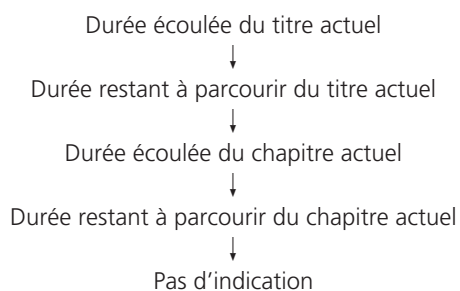 Durée écoulée du titre actuel
Durée restant à parcourir du titre actuel
Durée écoulée du chapitre actuel
Durée restant à parcourir du chapitre actuel
Pas d'indication